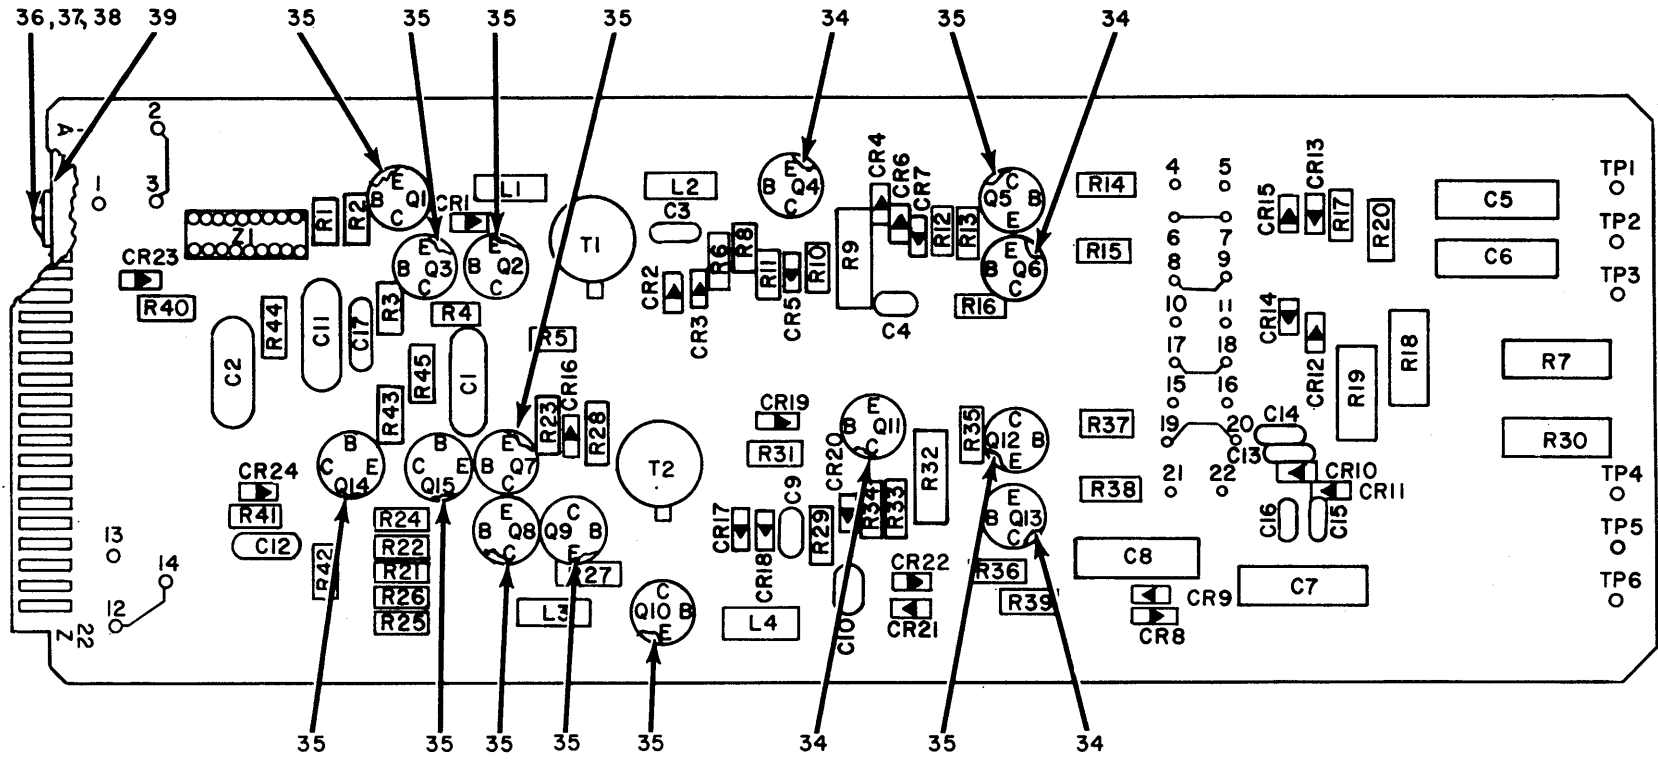 36, 37, 38 39 35 35 35 35 34 35 34
A
2
1 3
Z1
R1
R2
E B Q1 C
CR1
L1
L2
C3
E B Q4 C
CR4
CR6
CR7
C Q5 B E
R14
4 5
CR15
CR13
R17
R20
C5
TP1
TP2
E B Q3 C
E B Q2 C
T1
R6
R8
R11
CR5
R10
R9
R12
R13
E B Q6 C
R15
6 7
8 9
C6
TP3
CR23
R40
R44
C11
C17
R3
R4
CR2
CR3
C4
R16
10 11
CR14
CR12
R19
R18
C2
R45
C1
R5
CR16
17 18
15 16
R7
R43
R23
R28
CR19
E B Q11 C
R35
C Q12 B E
R37
19 20
C14
C13
R30
B C E Q14
B C E Q15
E B Q7 C
T2
R31
CR20
R32
CR10
CR11
TP4
CR24
R41
R24
E B Q8 C
C Q9 B E
CR17
CR18
C9
R29
R34
R33
E B Q13 C
R38
21 22
C16
C15
TP5
13
C12
R42
R22
R21
R26
R25
R27
L3
C Q10 B E
L4
C10
CR22
CR21
R36
R39
C8
CR9
CR8
C7
TP6
14
12
22
Z
35 35 35 35 35 34 35 34